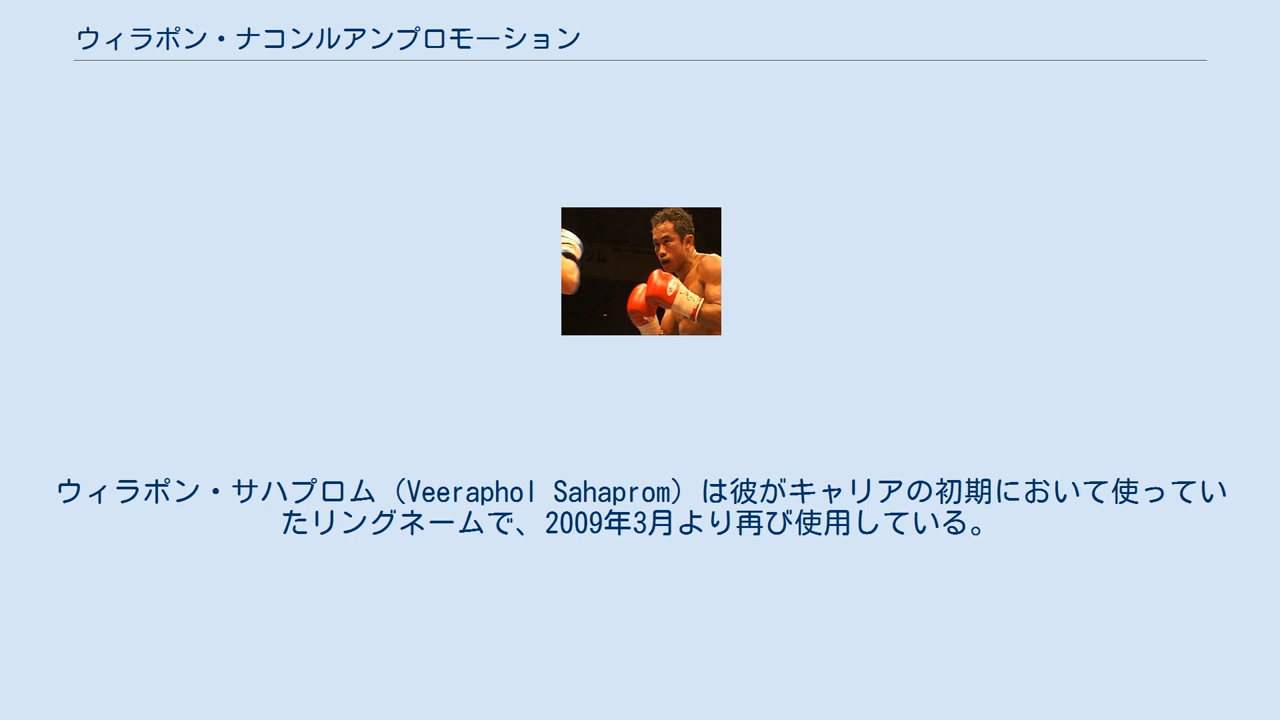 ウィラポン・ナコンルアンプロモーション
ウィラポン・サハプロム（Veeraphol Sahaprom）は彼がキャリアの初期において使ってい
たリングネームで、2009年3月より再び使用している。